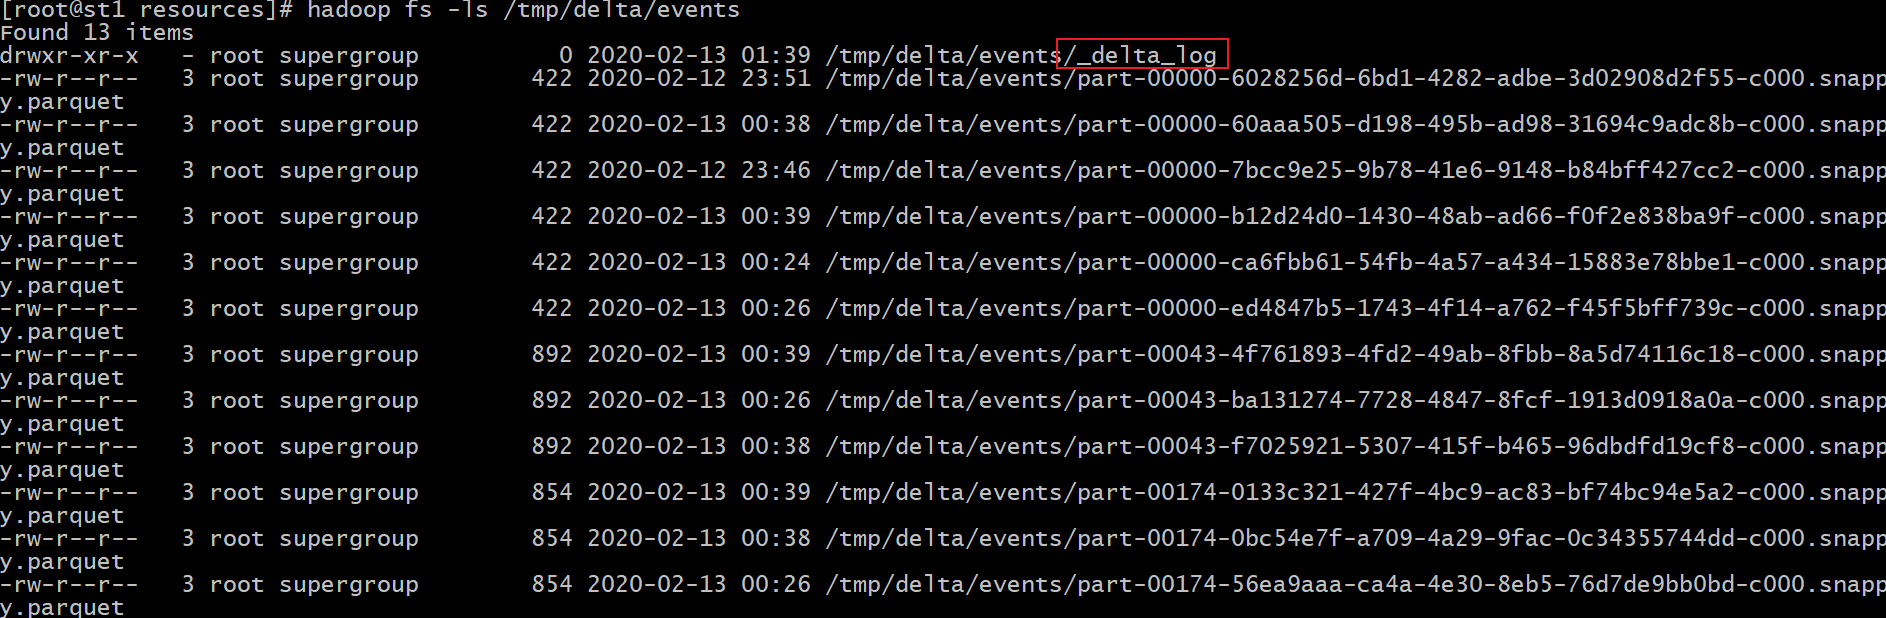 [root@st1 resources]# hadoop fs -ls /tmp/delta/events
Found 13 items
drwxr-xr-x   - root supergroup          0 2020-02-13 01:39 /tmp/delta/events/_delta_log
-rw-r--r--   3 root supergroup        422 2020-02-12 23:51 /tmp/delta/events/part-00000-6028256d-6bd1-4282-adbe-3d02908d2f55-c000.snapp
y.parquet
-rw-r--r--   3 root supergroup        422 2020-02-13 00:38 /tmp/delta/events/part-00000-60aaa505-d198-495b-ad98-31694c9adc8b-c000.snapp
y.parquet
-rw-r--r--   3 root supergroup        422 2020-02-12 23:46 /tmp/delta/events/part-00000-7bcc9e25-9b78-41e6-9148-b84bff427cc2-c000.snapp
y.parquet
-rw-r--r--   3 root supergroup        422 2020-02-13 00:39 /tmp/delta/events/part-00000-b12d24d0-1430-48ab-ad66-f0f2e838ba9f-c000.snapp
y.parquet
-rw-r--r--   3 root supergroup        422 2020-02-13 00:24 /tmp/delta/events/part-00000-ca6fbb61-54fb-4a57-a434-15883e78bbe1-c000.snapp
y.parquet
-rw-r--r--   3 root supergroup        422 2020-02-13 00:26 /tmp/delta/events/part-00000-ed4847b5-1743-4f14-a762-f45f5bff739c-c000.snapp
y.parquet
-rw-r--r--   3 root supergroup        892 2020-02-13 00:39 /tmp/delta/events/part-00043-4f761893-4fd2-49ab-8fbb-8a5d74116c18-c000.snapp
y.parquet
-rw-r--r--   3 root supergroup        892 2020-02-13 00:26 /tmp/delta/events/part-00043-ba131274-7728-4847-8fcf-1913d0918a0a-c000.snapp
y.parquet
-rw-r--r--   3 root supergroup        892 2020-02-13 00:38 /tmp/delta/events/part-00043-f7025921-5307-415f-b465-96dbdfd19cf8-c000.snapp
y.parquet
-rw-r--r--   3 root supergroup        854 2020-02-13 00:39 /tmp/delta/events/part-00174-0133c321-427f-4bc9-ac83-bf74bc94e5a2-c000.snapp
y.parquet
-rw-r--r--   3 root supergroup        854 2020-02-13 00:38 /tmp/delta/events/part-00174-0bc54e7f-a709-4a29-9fac-0c34355744dd-c000.snapp
y.parquet
-rw-r--r--   3 root supergroup        854 2020-02-13 00:26 /tmp/delta/events/part-00174-56ea9aaa-ca4a-4e30-8eb5-76d7de9bb0bd-c000.snapp
y.parquet